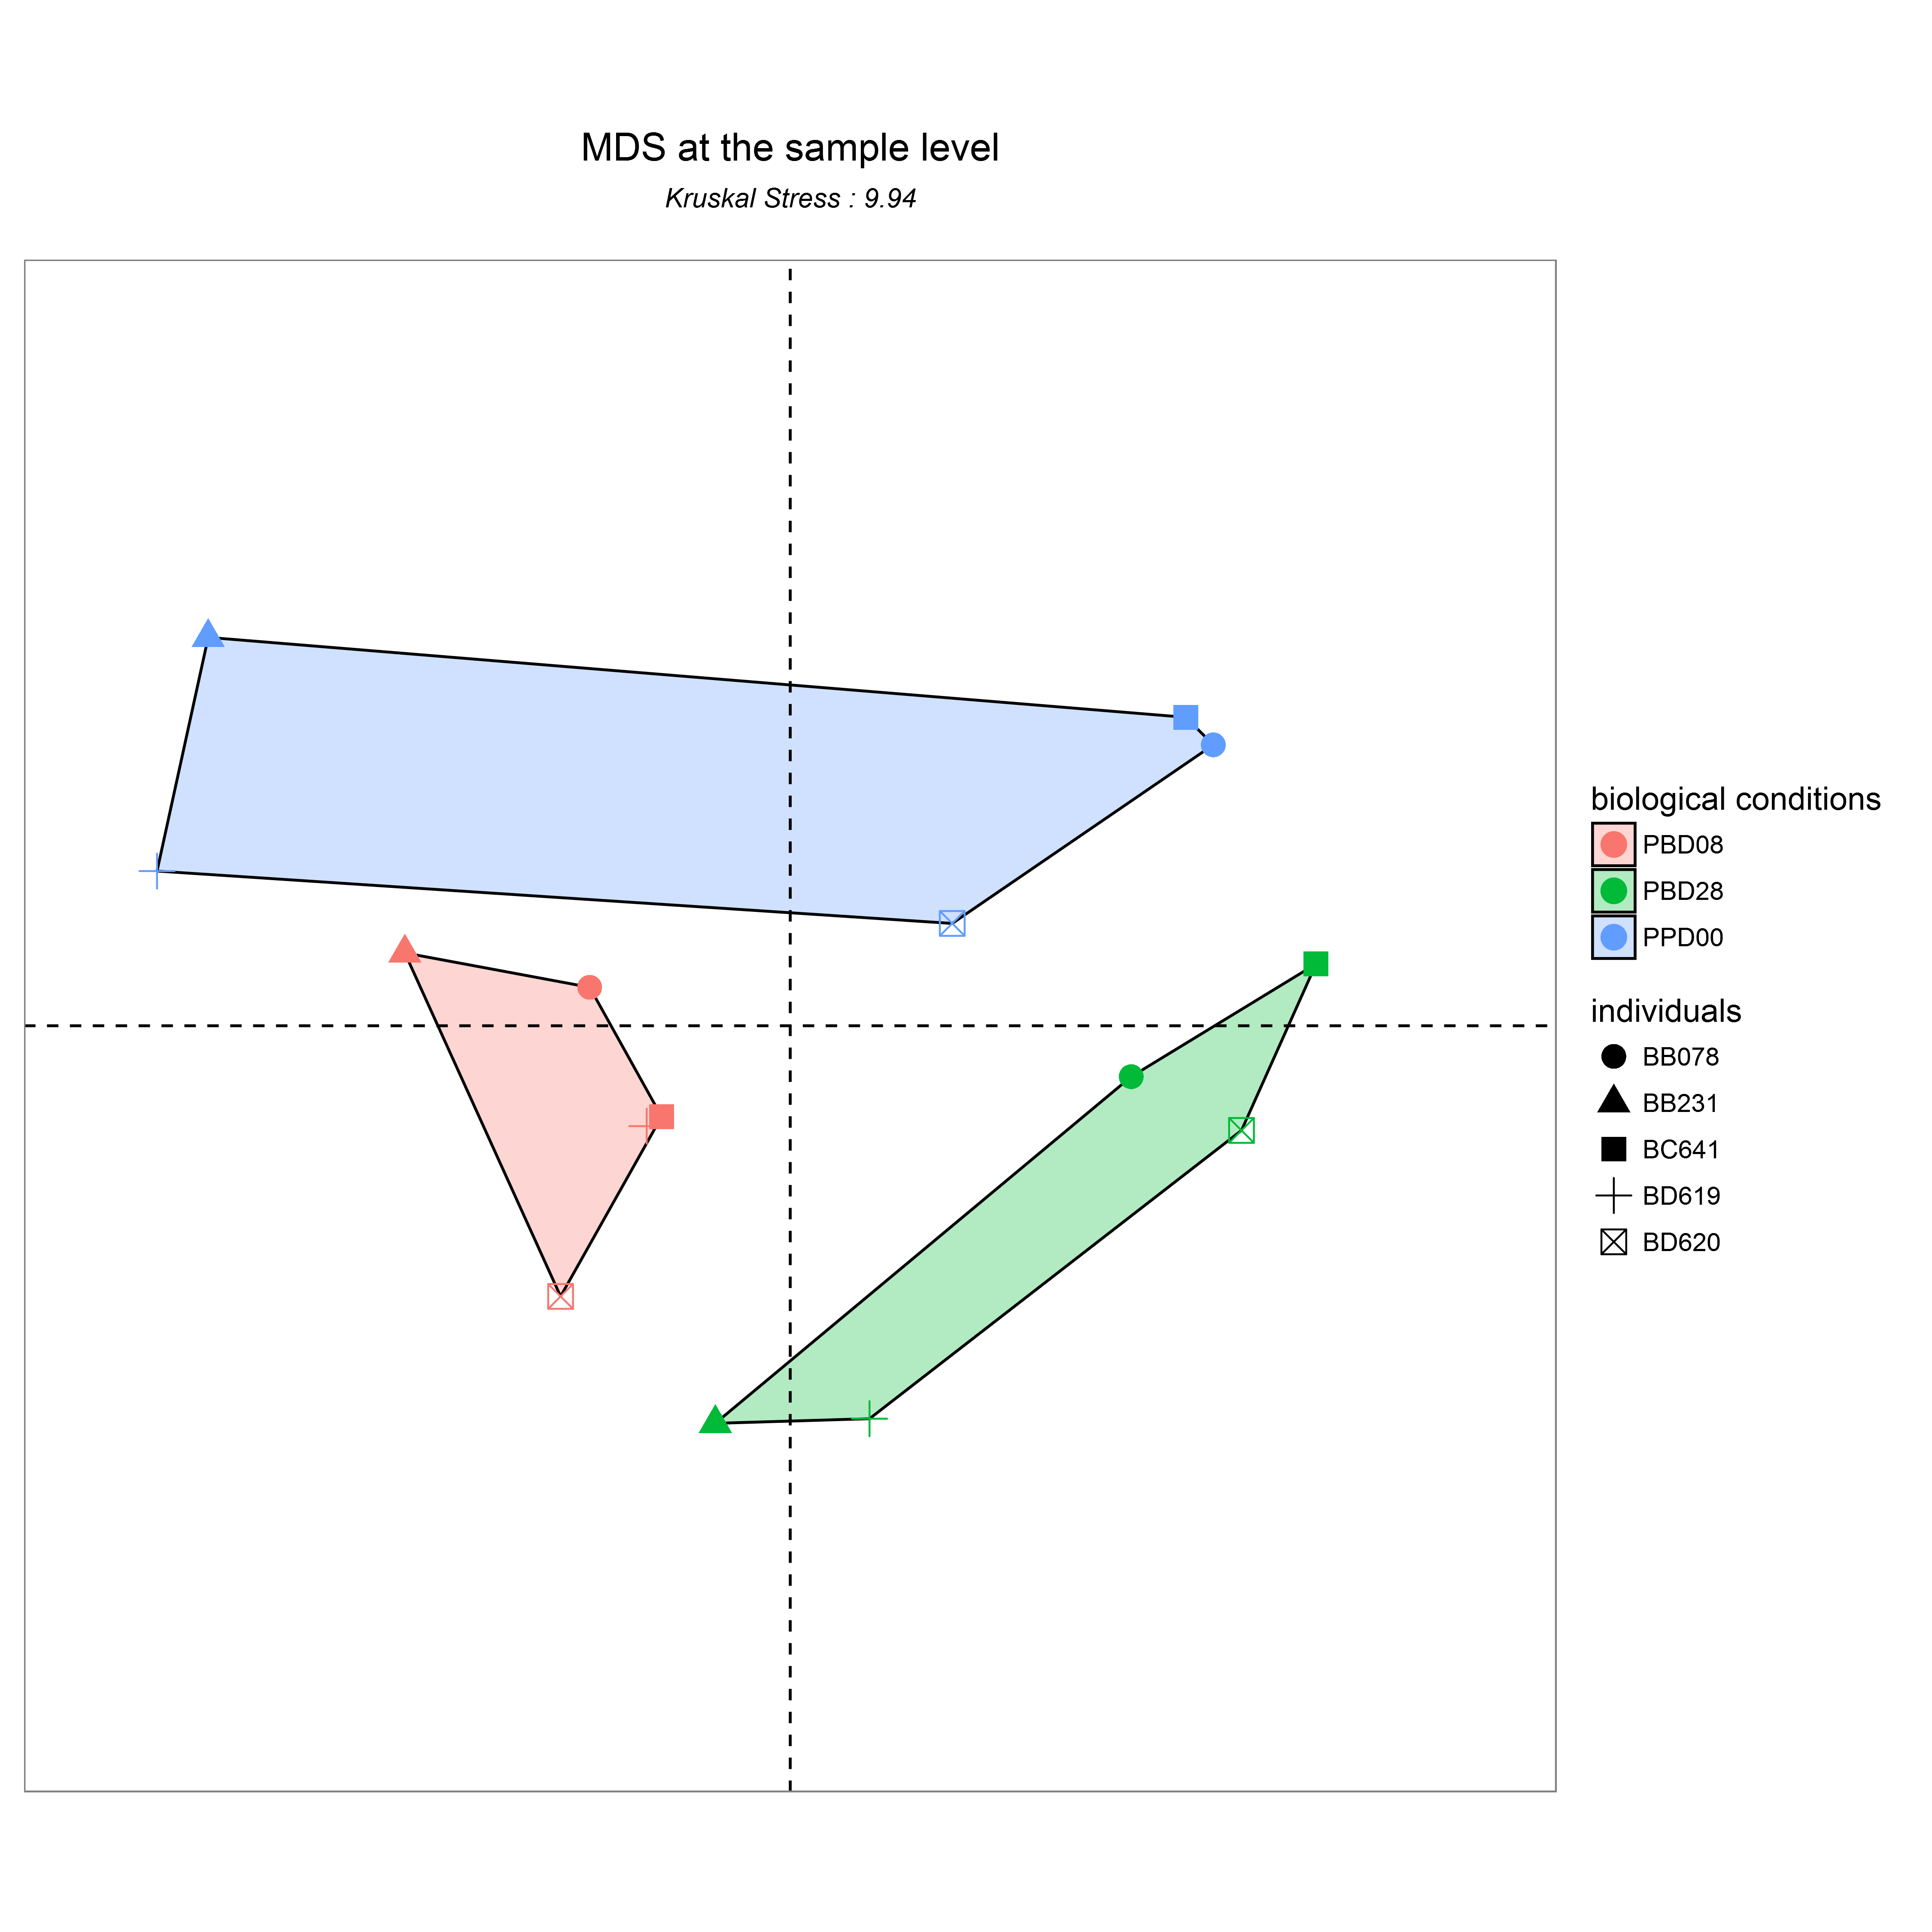 MDS at the sample level
Kruskal Stress : 9.94
biological conditions
PBD08
PBD28
PPD00
individuals
BB078
BB231
BC641
BD619
BD620